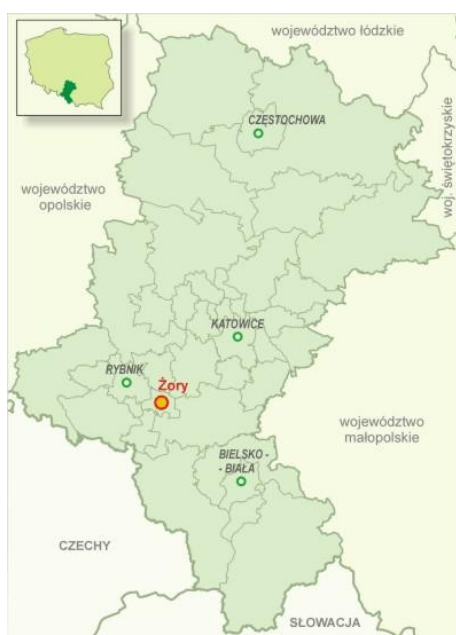 województwo łódzkie
CZĘSTOCHOWA
woj. świętokrzyskie
województwo
opolskie
KATOWICE
RYBNIK
Żory
województwo
małopolskie
BIELSKO -
- BIAŁA
CZECHY
SŁOWACJA